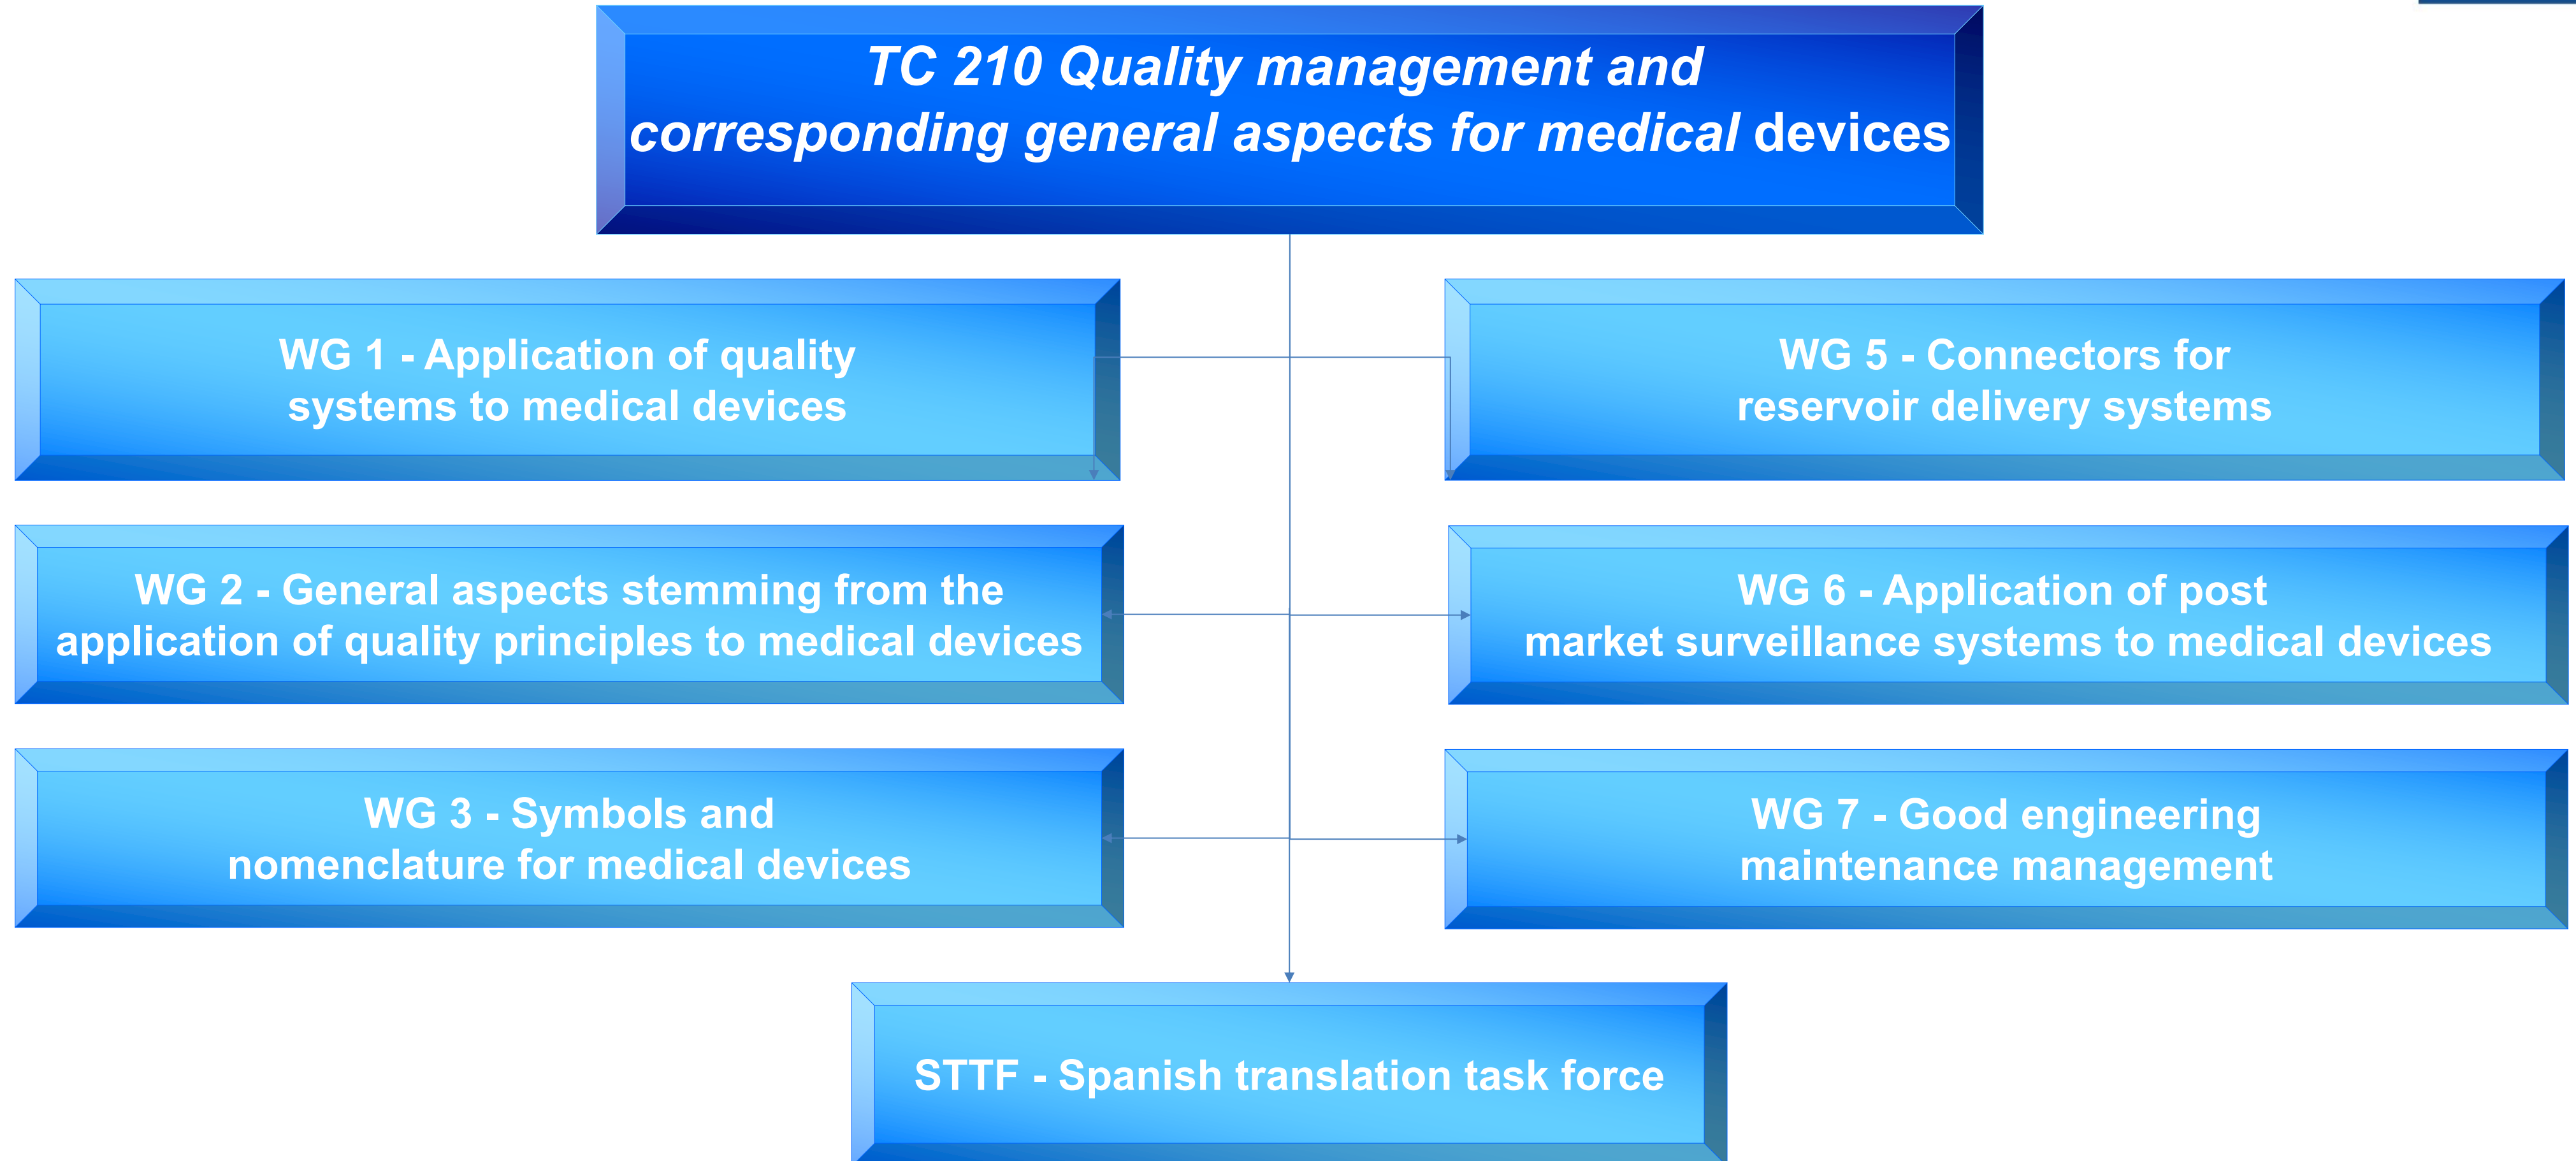 TC 210 Quality management and
corresponding general aspects for medical devices
WG 1 - Application of quality
systems to medical devices
WG 5 - Connectors for
reservoir delivery systems
WG 2 - General aspects stemming from the
application of quality principles to medical devices
WG 6 - Application of post
market surveillance systems to medical devices
WG 3 - Symbols and
nomenclature for medical devices
WG 7 - Good engineering
maintenance management
STTF - Spanish translation task force